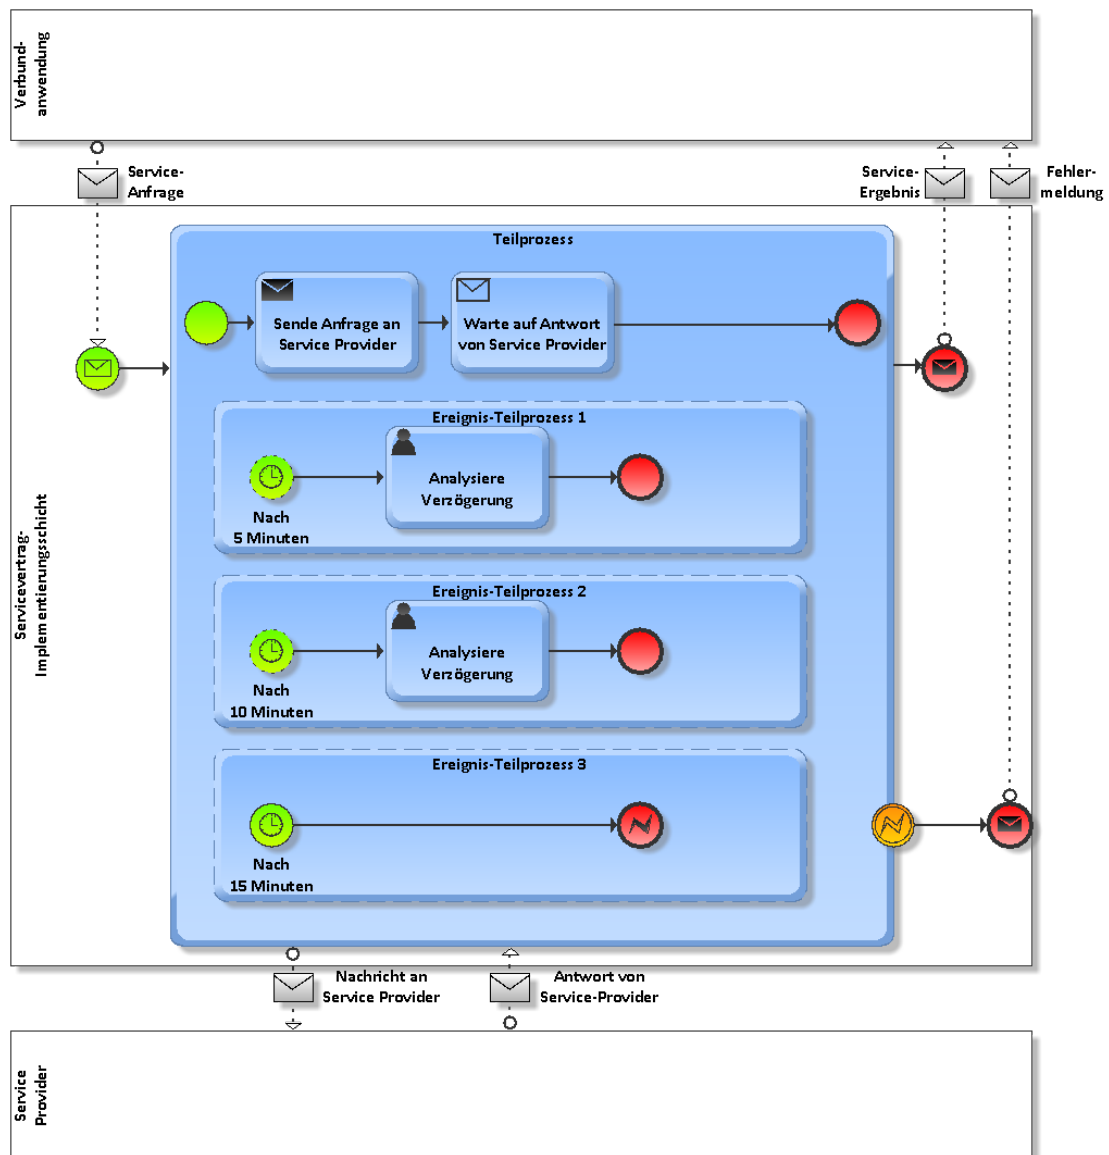 Verbund-
anwendung
Service-
Anfrage
Service-
Ergebnis
Fehler-
meldung
Servicevertrag-
Implementierungsschicht
Teilprozess
Sende Anfrage an
Service Provider
Warte auf Antwort
von Service Provider
Ereignis-Teilprozess 1
Analysiere
Verzögerung
Nach
5 Minuten
Ereignis-Teilprozess 2
Analysiere
Verzögerung
Nach
10 Minuten
Ereignis-Teilprozess 3
Nach
15 Minuten
Nachricht an
Service Provider
Antwort von
Service-Provider
Service
Provider